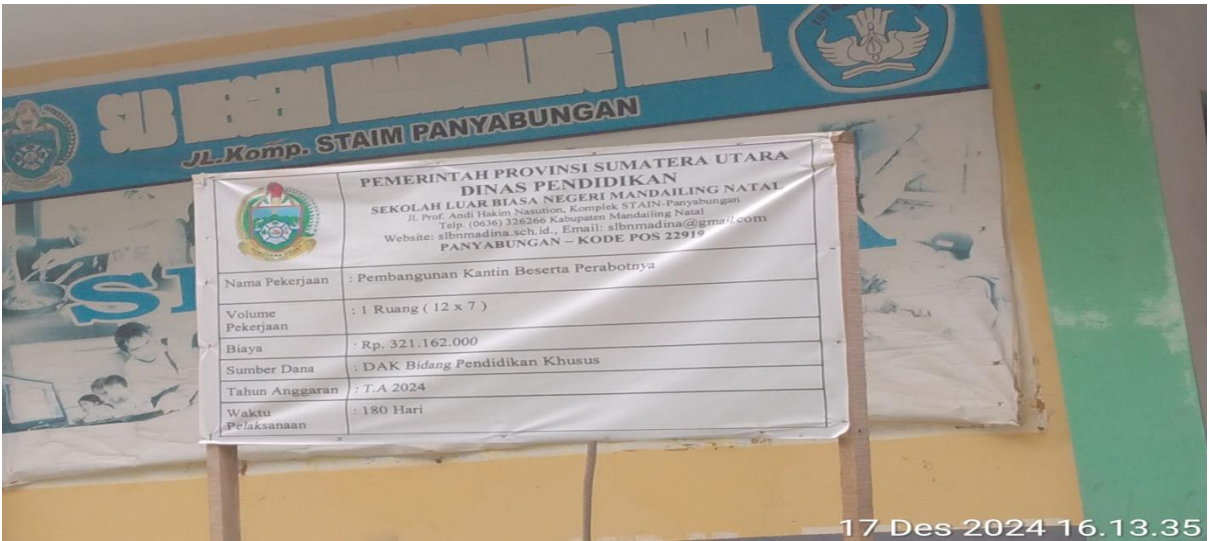 SLB NEGERI MANDAILING NATAL
JL.Komp. STAIM PANYABUNGAN
PEMERINTAH PROVINSI SUMATERA UTARA
DINAS PENDIDIKAN
SEKOLAH LUAR BIASA NEGERI MANDAILING NATAL
Jl. Prof. Andi Hakim Nasution, Komplek STAIN-Panyabungan
Telp. (0636) 326266 Kabupaten Mandailing Natal
Website: slbnmadina.sch.id., Email: slbnmadina@gmail.com
PANYABUNGAN – KODE POS 22919
Nama Pekerjaan : Pembangunan Kantin Beserta Perabotnya
Volume Pekerjaan : 1 Ruang ( 12 x 7 )
Biaya : Rp. 321.162.000
Sumber Dana : DAK Bidang Pendidikan Khusus
Tahun Anggaran : T.A 2024
Waktu Pelaksanaan : 180 Hari
17 Des 2024 16.13.35